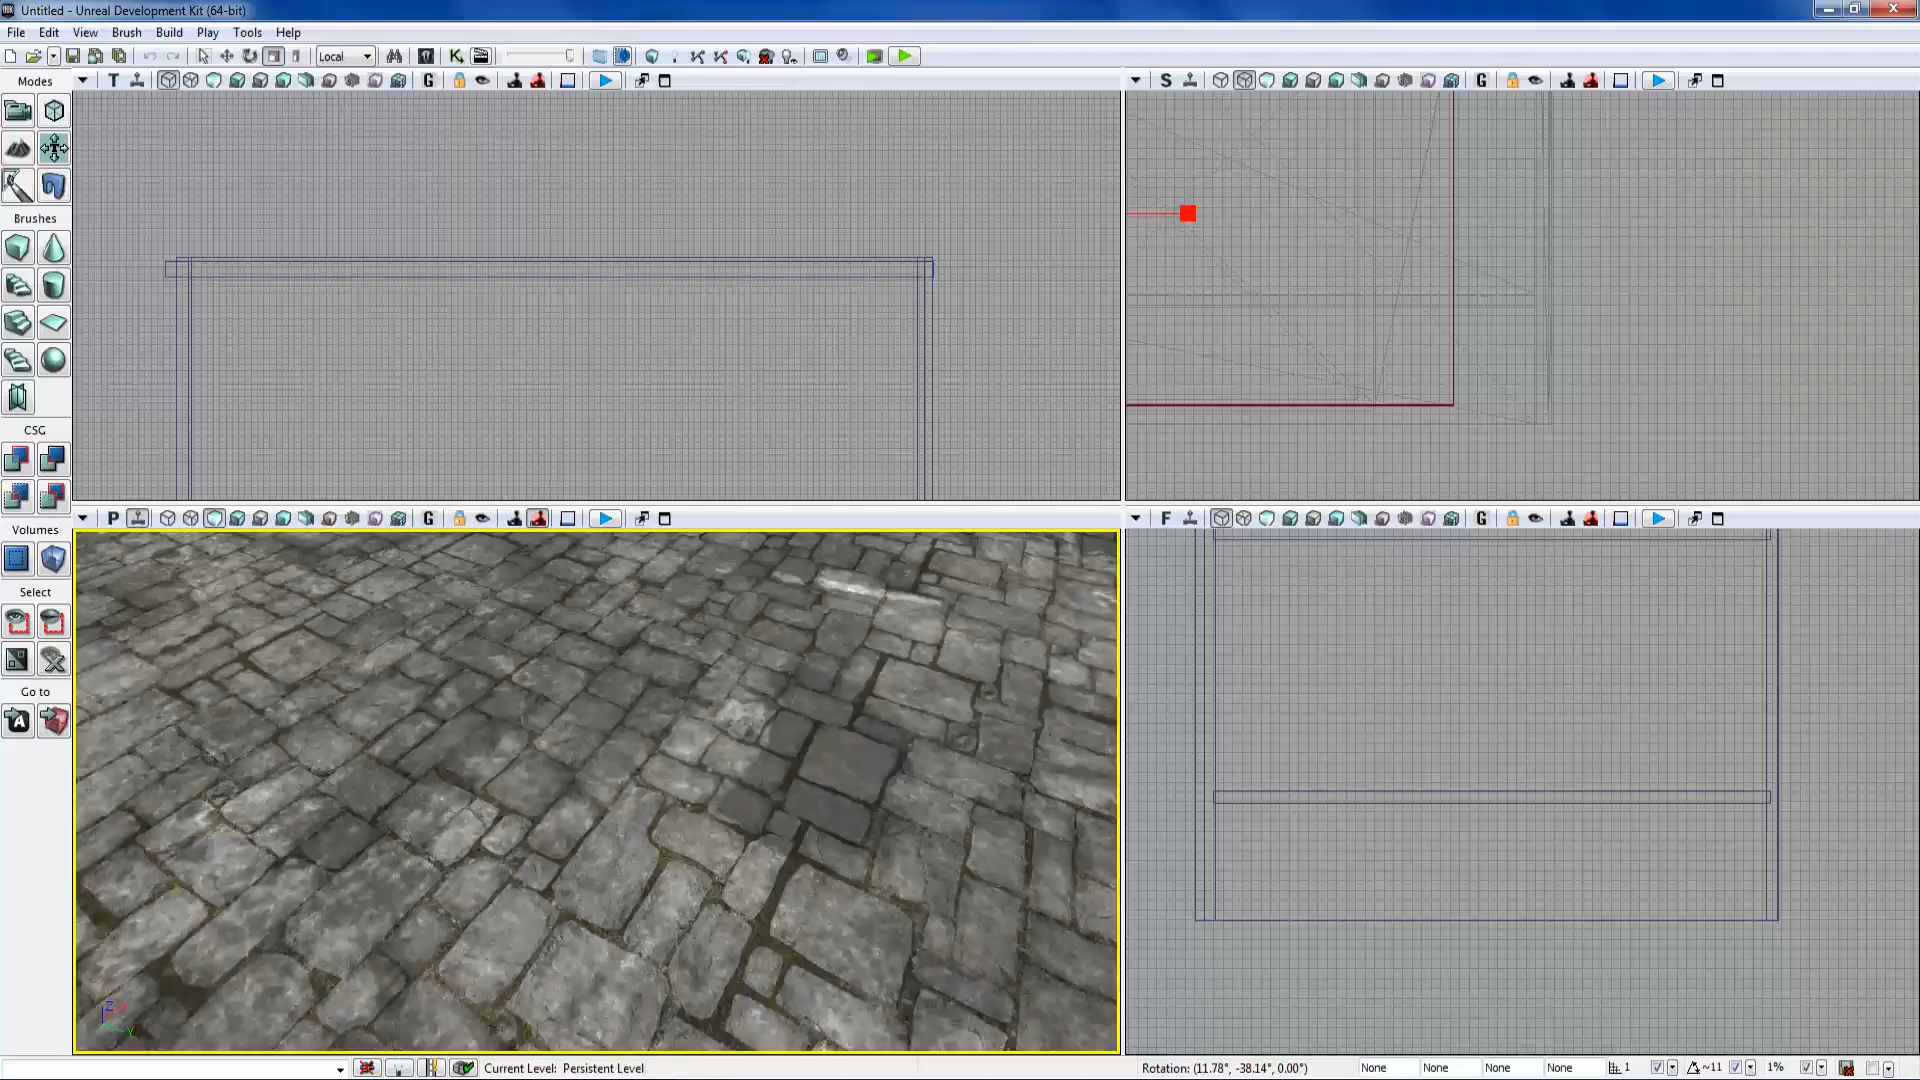 Untitled - Unreal Development Kit (64-bit)
File Edit View Brush Build Play Tools Help
Local
Modes
T G
S G
Brushes
CSG
P G
F G
Volumes
Select
Go to
A
Z
Y
Current Level: Persistent Level
Rotation: (11.78°, -38.14°, 0.00°)
None None None None
1
~11
1%